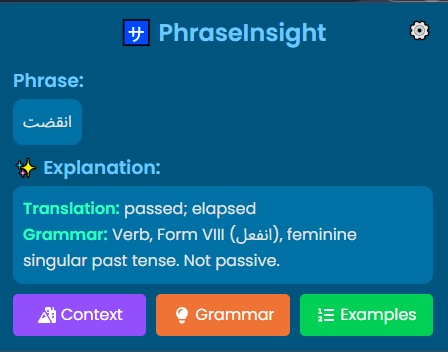 サ PhraseInsight
Phrase:
انقضت
✨ Explanation:
Translation: passed; elapsed
Grammar: Verb, Form VIII (انفعل), feminine
singular past tense. Not passive.
Context Grammar Examples